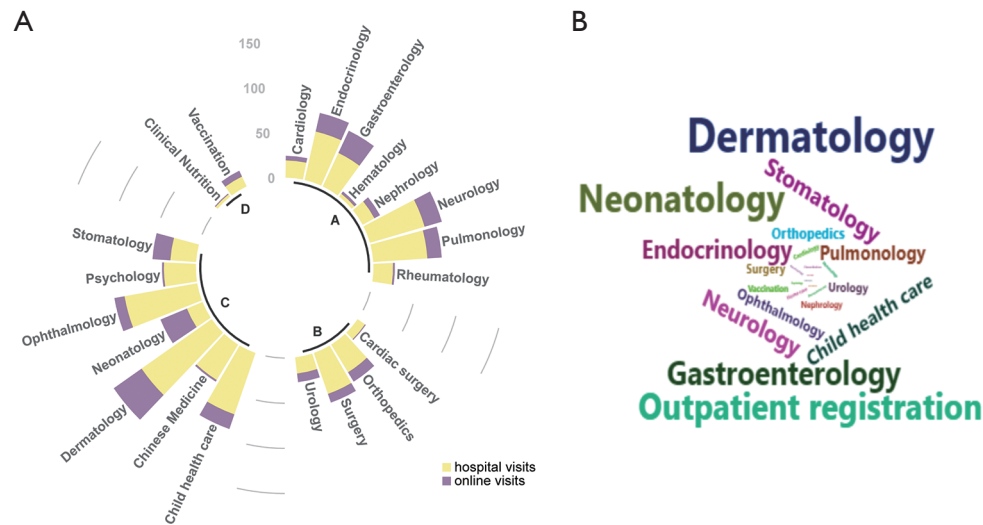 A
150
100
50
0
Cardiology
Endocrinology
Gastroenterology
Hematology
Nephrology
Neurology
Pulmonology
Rheumatology
A
Cardiac surgery
Orthopedics
Surgery
Urology
B
Child health care
Chinese Medicine
Dermatology
Neonatology
Ophthalmology
Psychology
Stomatology
C
Clinical Nutrition
Vaccination
D
hospital visits
online visits
B
Dermatology
Stomatology
Neonatology
Orthopedics
Endocrinology
Cardiology
Pulmonology
Surgery
Vaccination
Urology
Nephrology
Ophthalmology
Neurology
Child health care
Gastroenterology
Outpatient registration